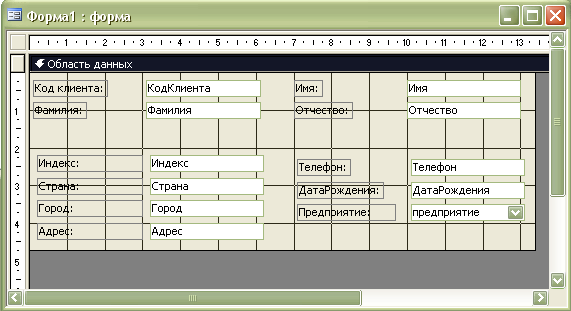 Форма1 : форма
1 2 3 4 5 6 7 8 9 10 11 12 13
Область данных
Код клиента: КодКлиента Имя: Имя
Фамилия: Фамилия Отчество: Отчество
Индекс: Индекс Телефон: Телефон
Страна: Страна ДатаРождения: ДатаРождения
Город: Город Предприятие: предприятие
Адрес: Адрес
1
2
3
4
5